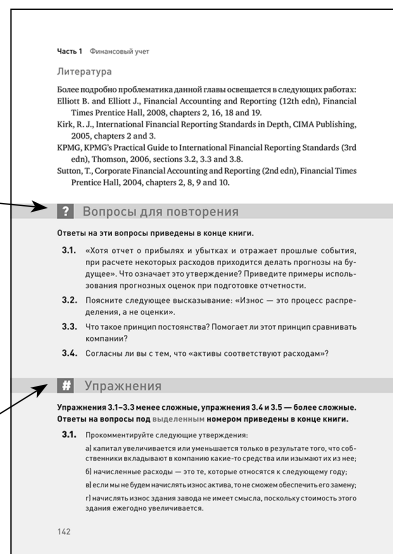 Часть 1 Финансовый учет
Литература
Более подробно проблематика данной главы освещается в следующих работах:
Elliott B. and Elliott J., Financial Accounting and Reporting (12th edn), Financial
Times Prentice Hall, 2008, chapters 2, 16, 18 and 19.
Kirk, R. J., International Financial Reporting Standards in Depth, CIMA Publishing,
2005, chapters 2 and 3.
KPMG, KPMG's Practical Guide to International Financial Reporting Standards (3rd
edn), Thomson, 2006, sections 3.2, 3.3 and 3.8.
Sutton, T., Corporate Financial Accounting and Reporting (2nd edn), Financial Times
Prentice Hall, 2004, chapters 2, 8, 9 and 10.
? Вопросы для повторения
Ответы на эти вопросы приведены в конце книги.
3.1. «Хотя отчет о прибылях и убытках и отражает прошлые события,
при расчете некоторых расходов приходится делать прогнозы на бу-
дущее». Что означает это утверждение? Приведите примеры исполь-
зования прогнозных оценок при подготовке отчетности.
3.2. Поясните следующее высказывание: «Износ — это процесс распре-
деления, а не оценки».
3.3. Что такое принцип постоянства? Помогает ли этот принцип сравнивать
компании?
3.4. Согласны ли вы с тем, что «активы соответствуют расходам»?
# Упражнения
Упражнения 3.1–3.3 менее сложные, упражнения 3.4 и 3.5 — более сложные.
Ответы на вопросы под выделенным номером приведены в конце книги.
3.1. Прокомментируйте следующие утверждения:
а) капитал увеличивается или уменьшается только в результате того, что соб-
ственники вкладывают в компанию какие-то средства или изымают их из нее;
б) начисленные расходы — это те, которые относятся к следующему году;
в) если мы не будем начислять износ актива, то не сможем обеспечить его замену;
г) начислять износ здания завода не имеет смысла, поскольку стоимость этого
здания ежегодно увеличивается.
142